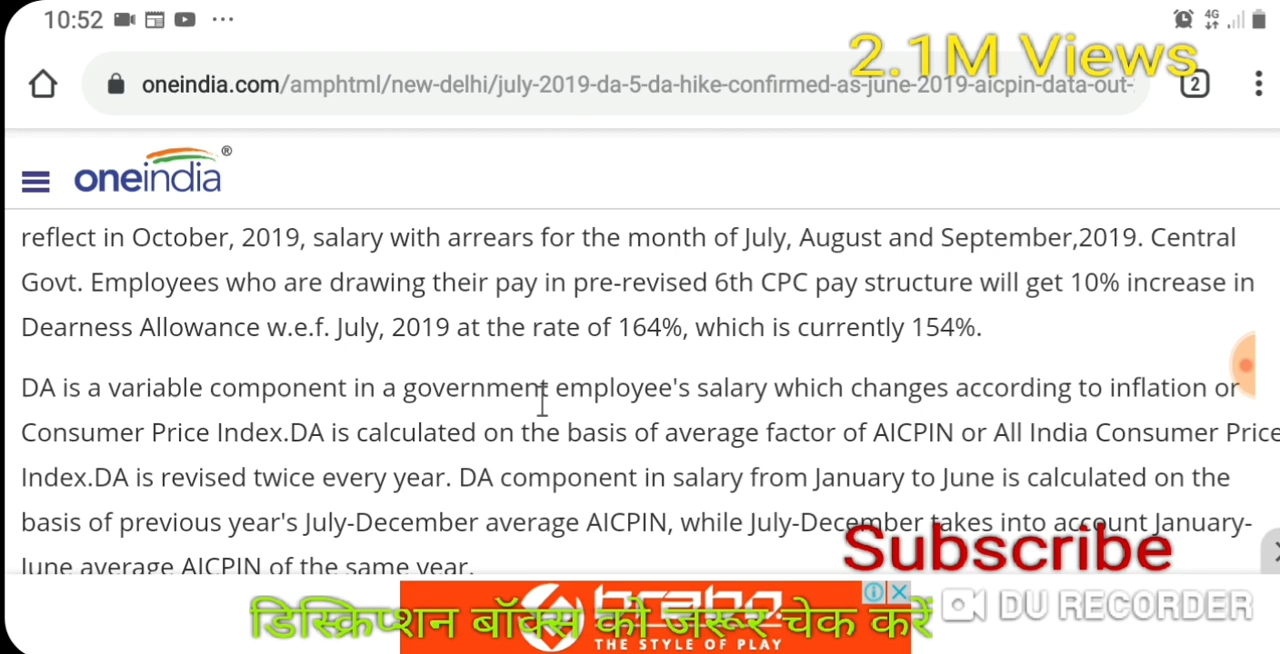 10:52
4G
2.1M Views
oneindia.com/amphtml/new-delhi/july-2019-da-5-da-hike-confirmed-as-june-2019-aicpin-data-out-
2
oneindia®
reflect in October, 2019, salary with arrears for the month of July, August and September,2019. Central
Govt. Employees who are drawing their pay in pre-revised 6th CPC pay structure will get 10% increase in
Dearness Allowance w.e.f. July, 2019 at the rate of 164%, which is currently 154%.
DA is a variable component in a government employee's salary which changes according to inflation or
Consumer Price Index.DA is calculated on the basis of average factor of AICPIN or All India Consumer Price
Index.DA is revised twice every year. DA component in salary from January to June is calculated on the
basis of previous year's July-December average AICPIN, while July-December takes into account January-
June average AICPIN of the same year.
Subscribe
डिस्क्रिप्शन बॉक्स को जरूर चेक करें
THE STYLE OF PLAY
DU RECORDER